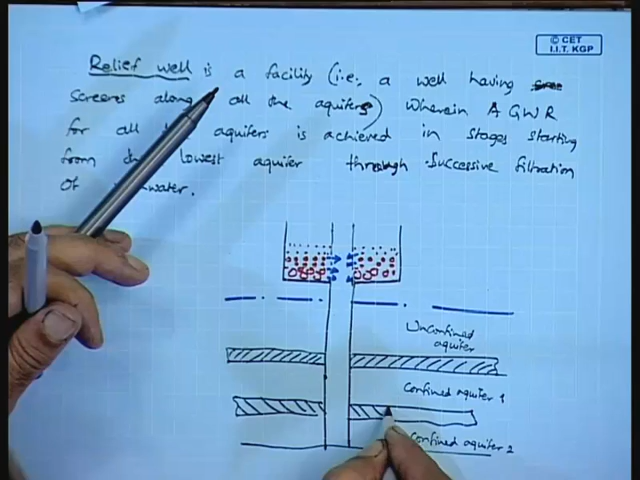 © CET
I.I.T. KGP
Relief well is a facility (i.e., a well having
screens along all the aquifers) Wherein AGWR
for all aquifers is achieved in stages starting
from the lowest aquifer through successive filtration
Of water.
Unconfined
aquifer
Confined aquifer 1
Confined aquifer 2